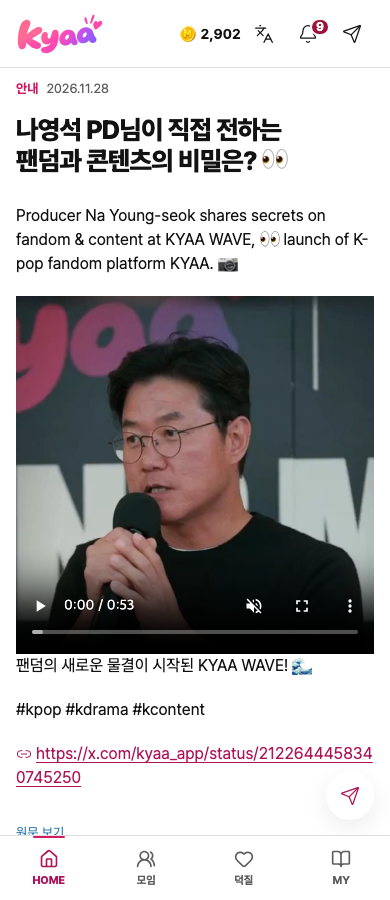 kyaa
2,902
9
안내 2026.11.28
나영석 PD님이 직접 전하는
팬덤과 콘텐츠의 비밀은? 👀
Producer Na Young-seok shares secrets on
fandom & content at KYAA WAVE, 👀 launch of K-
pop fandom platform KYAA. 📷
0:00 / 0:53
팬덤의 새로운 물결이 시작된 KYAA WAVE! 🌊
#kpop #kdrama #kcontent
https://x.com/kyaa_app/status/212264445834
0745250
원문 보기
HOME 모임 덕질 MY